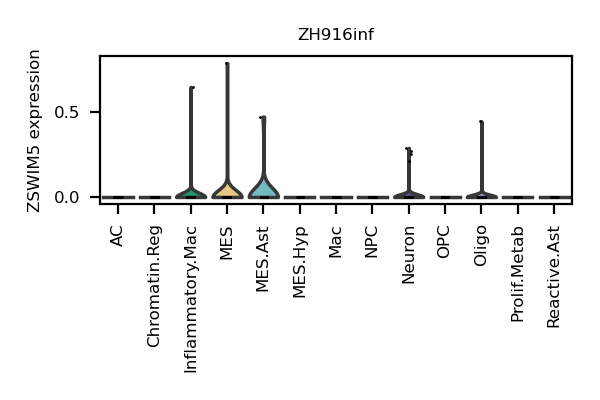 ZH916inf
ZSWIM5 expression
0.5
0.0
AC
Chromatin.Reg
Inflammatory.Mac
MES
MES.Ast
MES.Hyp
Mac
NPC
Neuron
OPC
Oligo
Prolif.Metab
Reactive.Ast